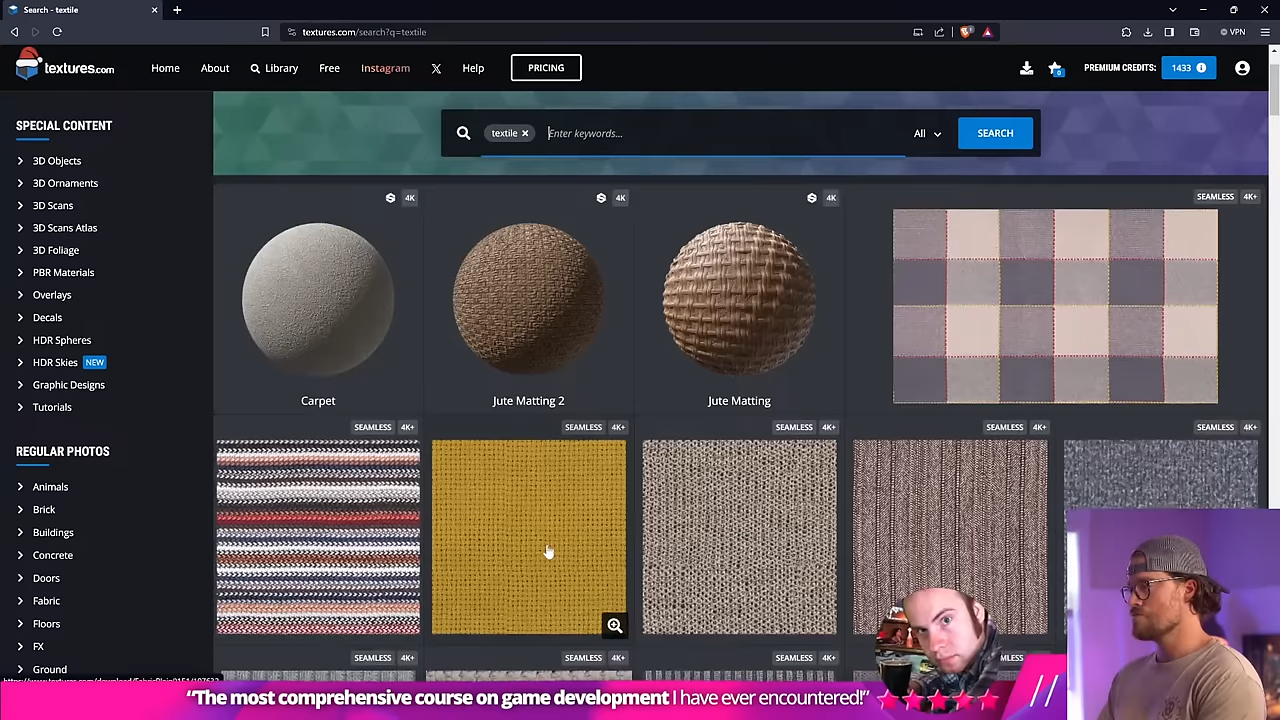 Search - textile
textures.com/search?q=textile
VPN
textures.com
Home
About
Library
Free
Instagram
X
Help
PRICING
0
PREMIUM CREDITS:
1433
SPECIAL CONTENT
3D Objects
3D Ornaments
3D Scans
3D Scans Atlas
3D Foliage
PBR Materials
Overlays
Decals
HDR Spheres
HDR Skies NEW
Graphic Designs
Tutorials
REGULAR PHOTOS
Animals
Brick
Buildings
Concrete
Doors
Fabric
Floors
FX
Ground
textile
Enter keywords...
All
SEARCH
4K
4K
4K
SEAMLESS 4K+
Carpet
Jute Matting 2
Jute Matting
SEAMLESS 4K+
SEAMLESS 4K+
SEAMLESS 4K+
SEAMLESS 4K+
SEAMLESS 4K+
SEAMLESS 4K+
SEAMLESS 4K+
SEAMLESS 4K+
“The most comprehensive course on game development I have ever encountered!”